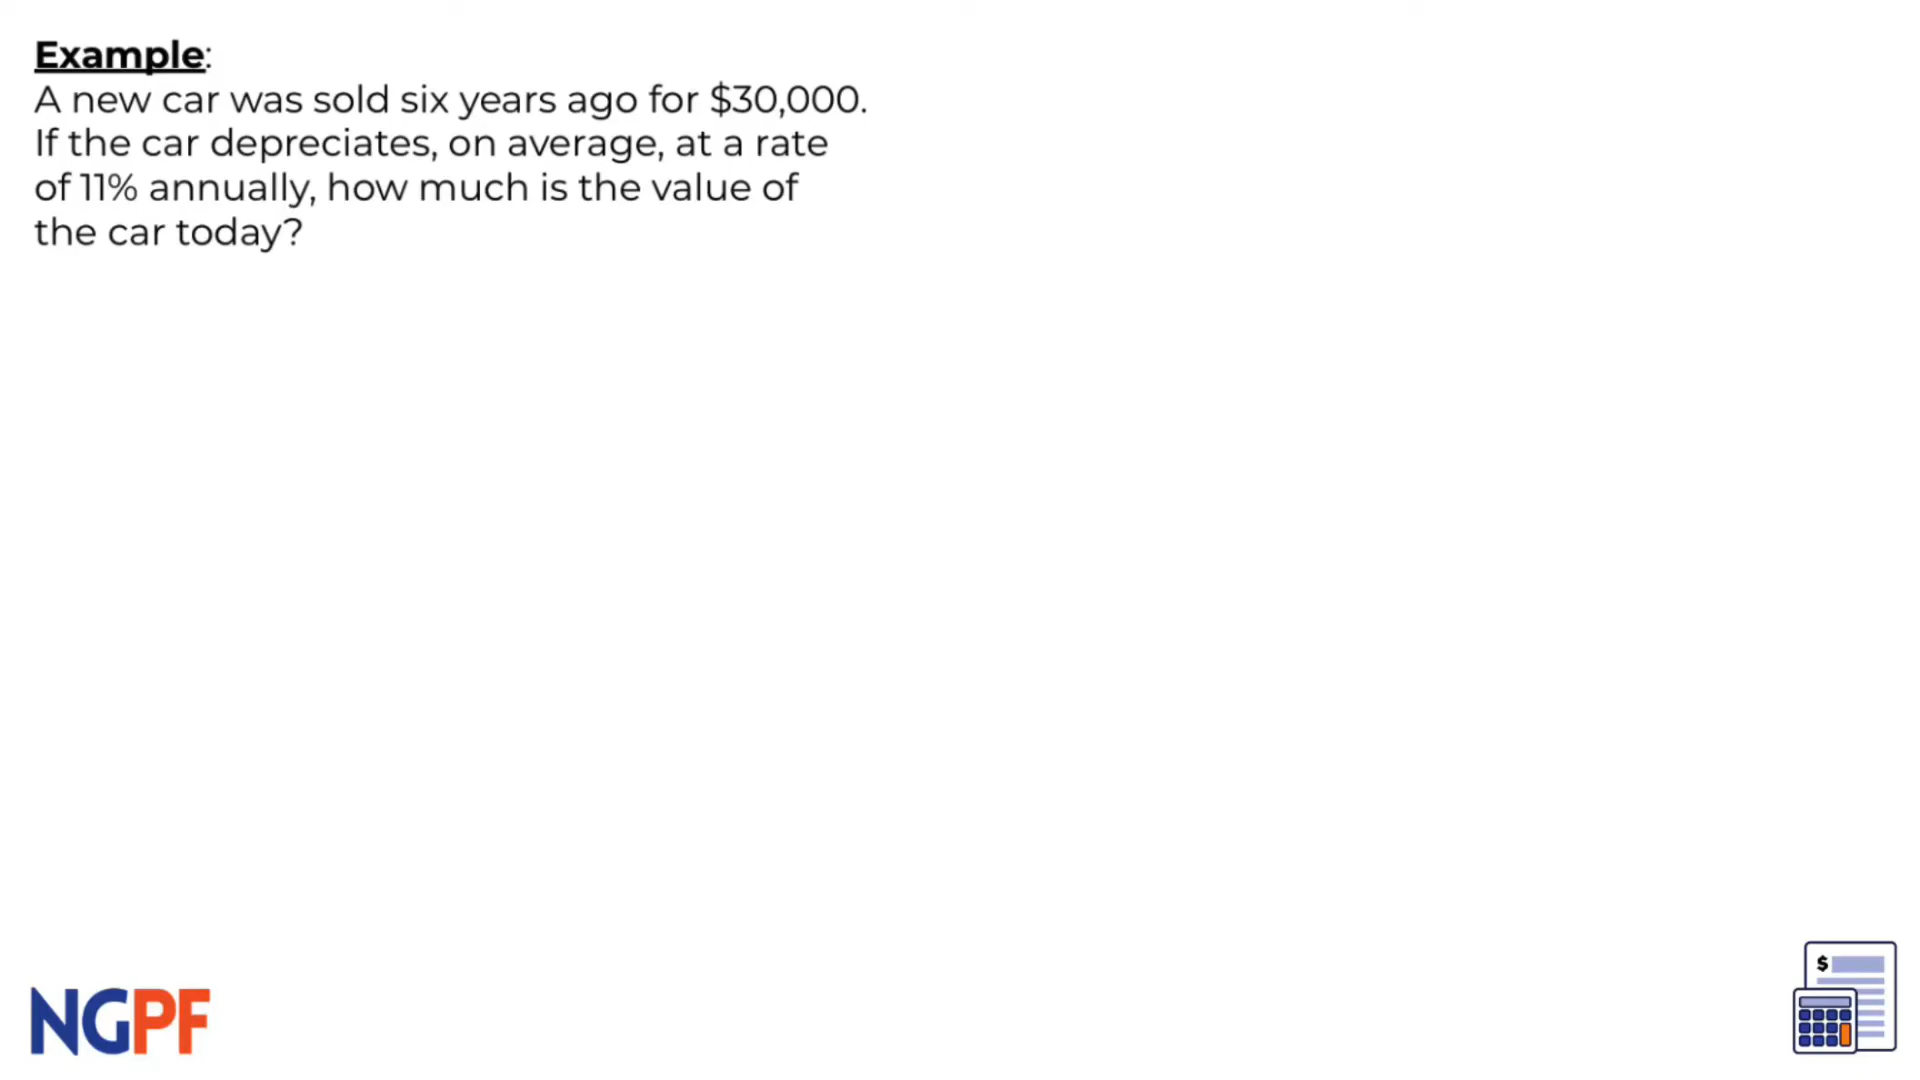 Example:
A new car was sold six years ago for $30,000.
If the car depreciates, on average, at a rate
of 11% annually, how much is the value of
the car today?
$
NGPF